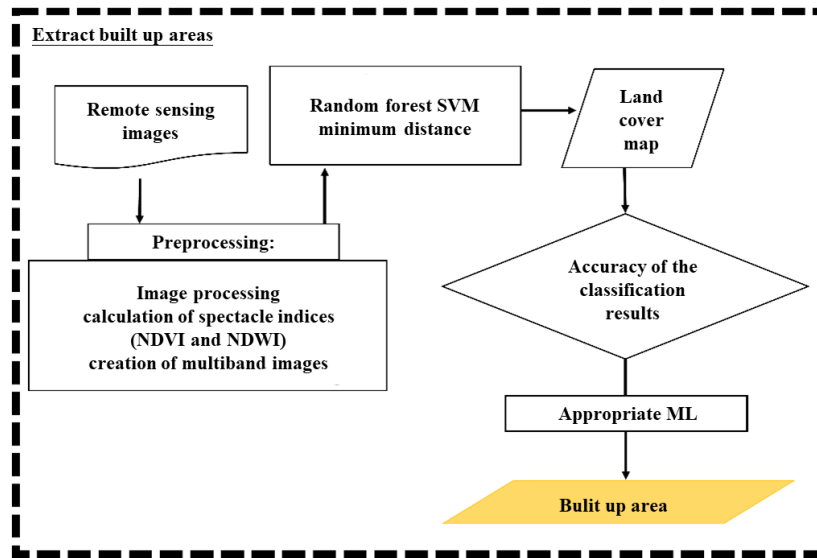 Extract built up areas
Remote sensing
images
Random forest SVM
minimum distance
Land
cover
map
Preprocessing:
Image processing
calculation of spectacle indices
(NDVI and NDWI)
creation of multiband images
Accuracy of the
classification
results
Appropriate ML
Bulit up area